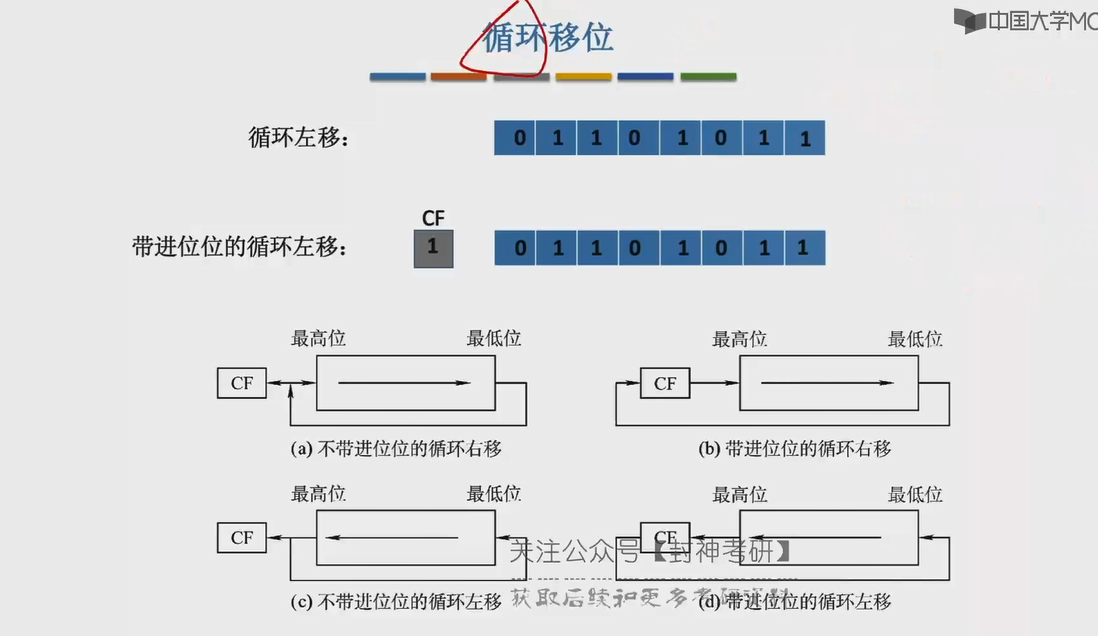 中国大学MO
循环移位
循环左移： 0 1 1 0 1 0 1 1
CF
带进位位的循环左移： 1 0 1 1 0 1 0 1 1
最高位 最低位 最高位 最低位
CF CF
(a) 不带进位位的循环右移 (b) 带进位位的循环右移
最高位 最低位 最高位 最低位
CF CF
关注公众号【封神考研】
获取后续和更多考研资料
(c) 不带进位位的循环左移 (d) 带进位位的循环左移